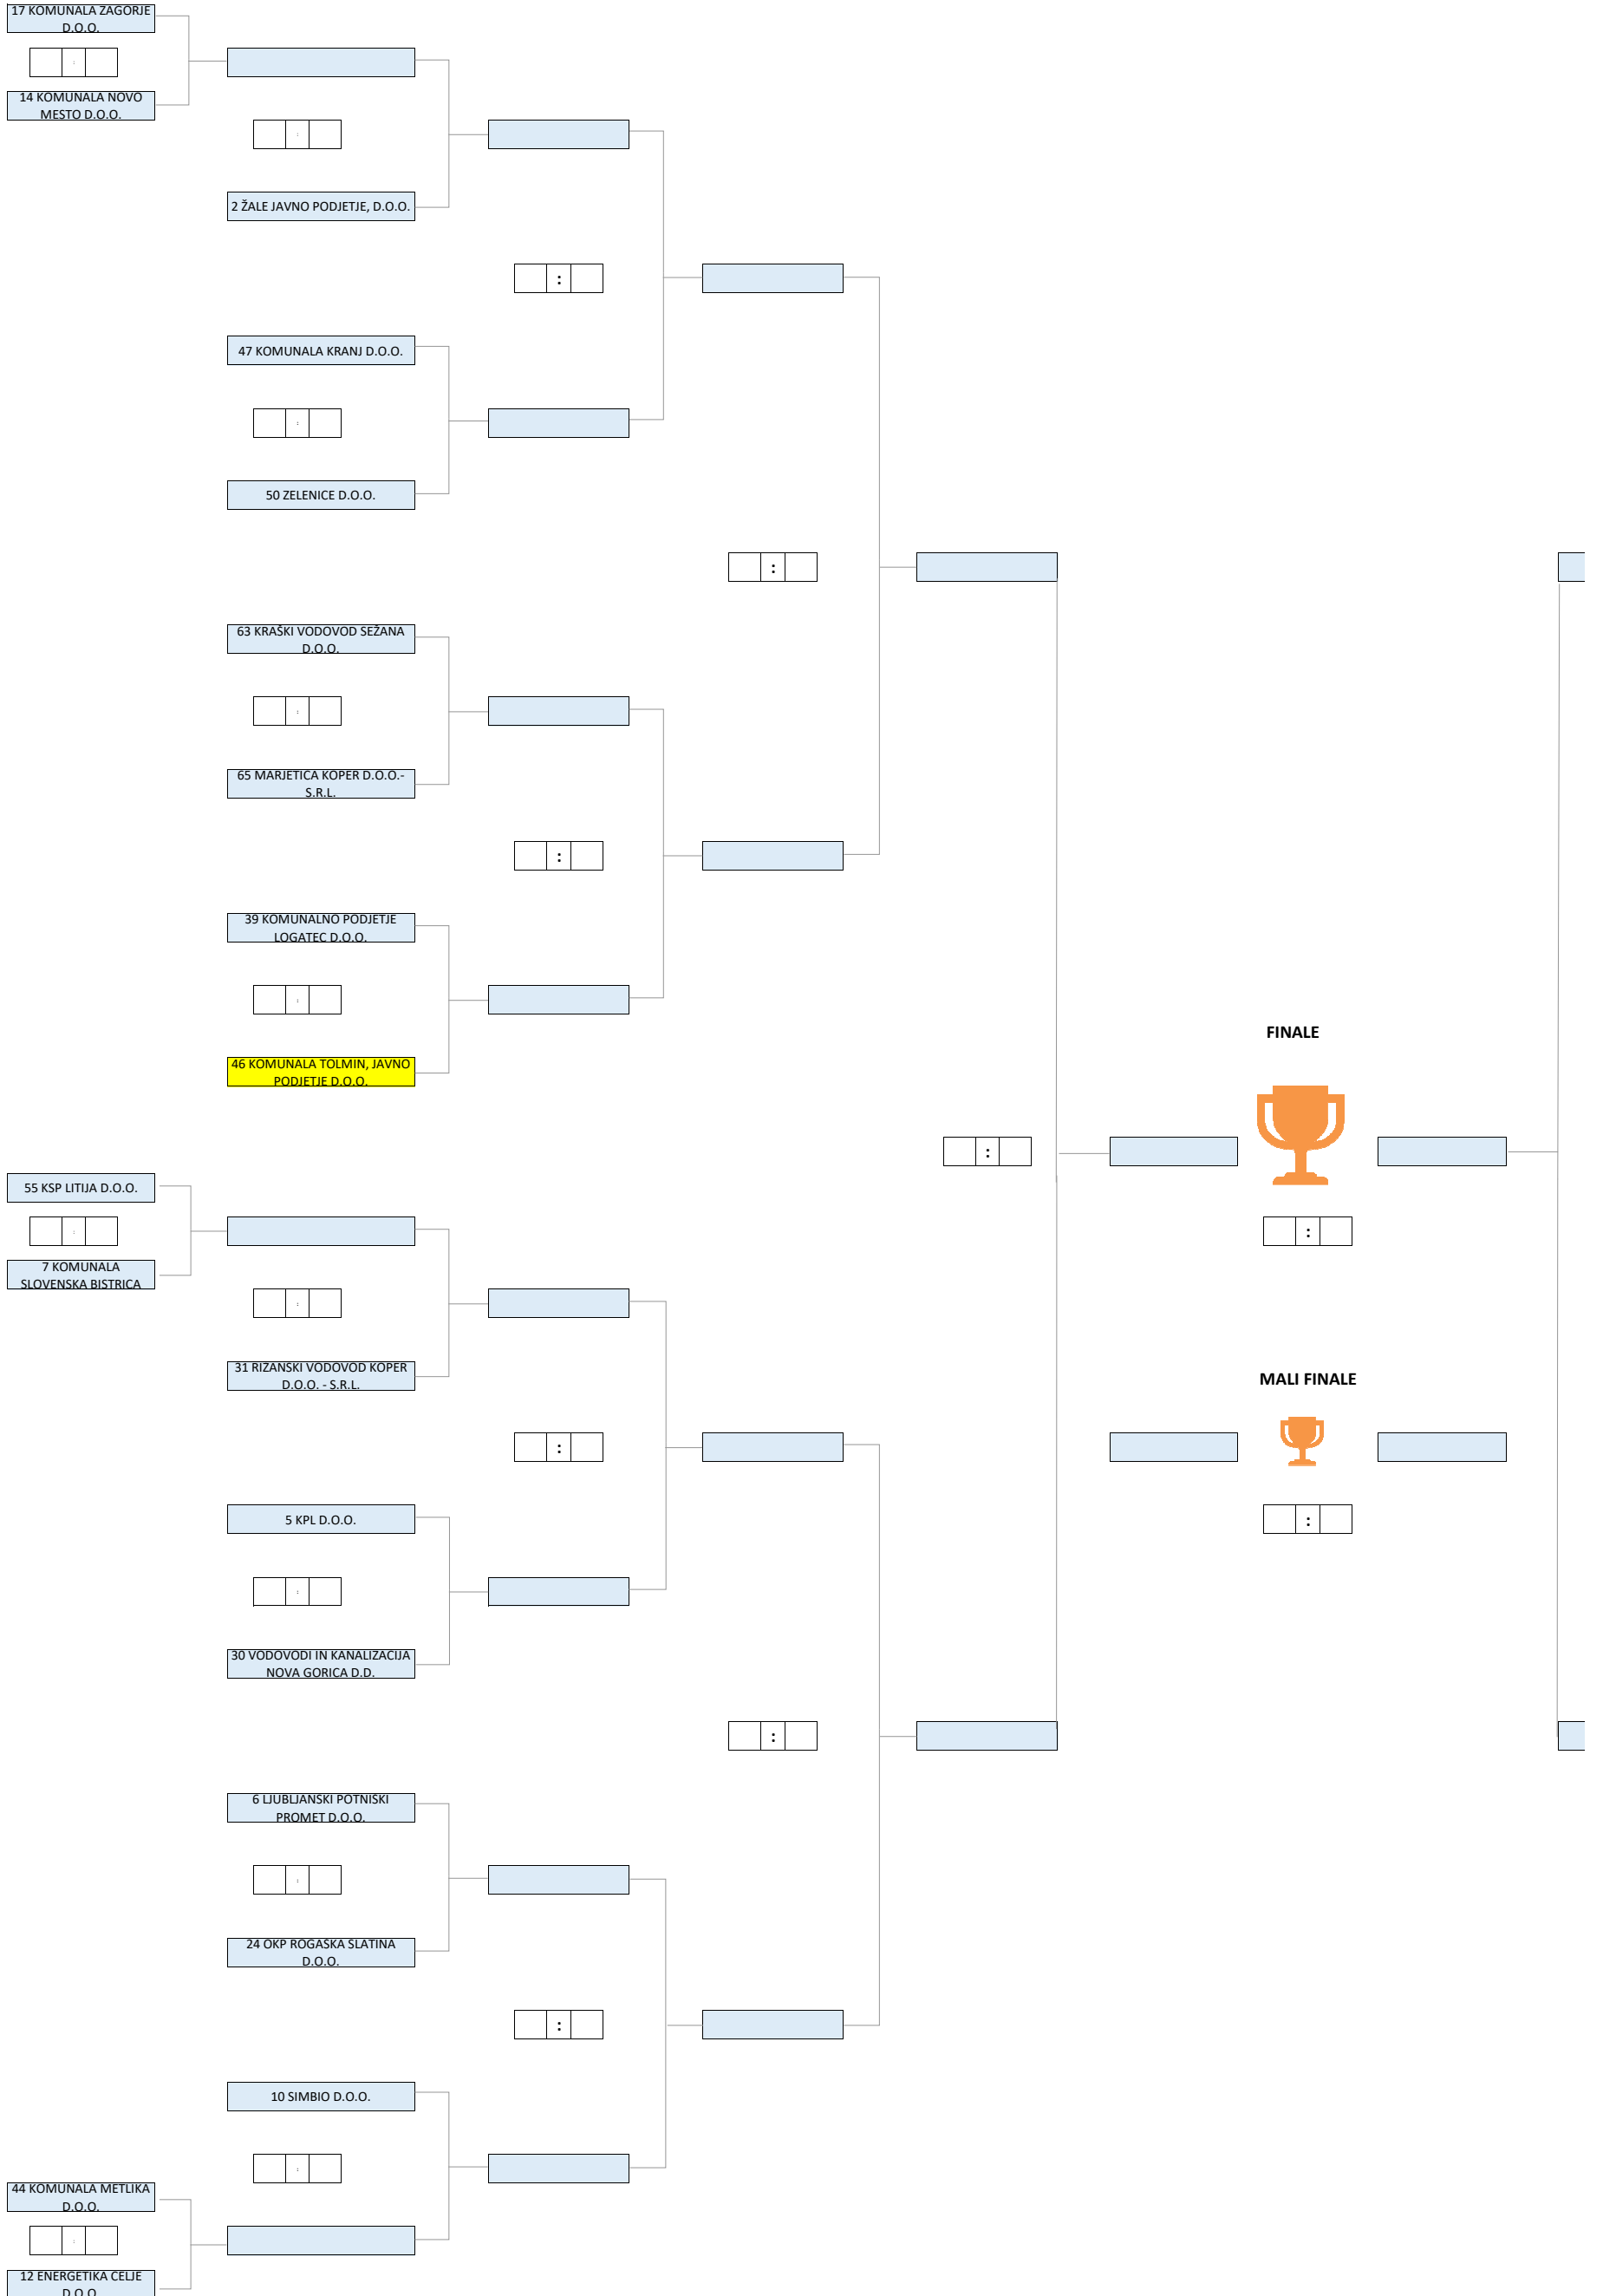 17 KOMUNALA ZAGORJE
D.O.O.
:
14 KOMUNALA NOVO
MESTO D.O.O.
:
2 ŽALE JAVNO PODJETJE, D.O.O.
:
47 KOMUNALA KRANJ D.O.O.
:
50 ZELENICE D.O.O.
:
63 KRAŠKI VODOVOD SEŽANA
D.O.O.
:
65 MARJETICA KOPER D.O.O.-
S.R.L.
:
39 KOMUNALNO PODJETJE
LOGATEC D.O.O.
:
FINALE
46 KOMUNALA TOLMIN, JAVNO
PODJETJE D.O.O.
:
55 KSP LITIJA D.O.O.
:
:
7 KOMUNALA
SLOVENSKA BISTRICA
:
31 RIŽANSKI VODOVOD KOPER
D.O.O. - S.R.L.
MALI FINALE
:
5 KPL D.O.O.
:
:
30 VODOVODI IN KANALIZACIJA
NOVA GORICA D.D.
:
6 LJUBLJANSKI POTNIŠKI
PROMET D.O.O.
:
24 OKP ROGAŠKA SLATINA
D.O.O.
:
10 SIMBIO D.O.O.
:
44 KOMUNALA METLIKA
D.O.O.
:
12 ENERGETIKA CELJE
D.O.O.